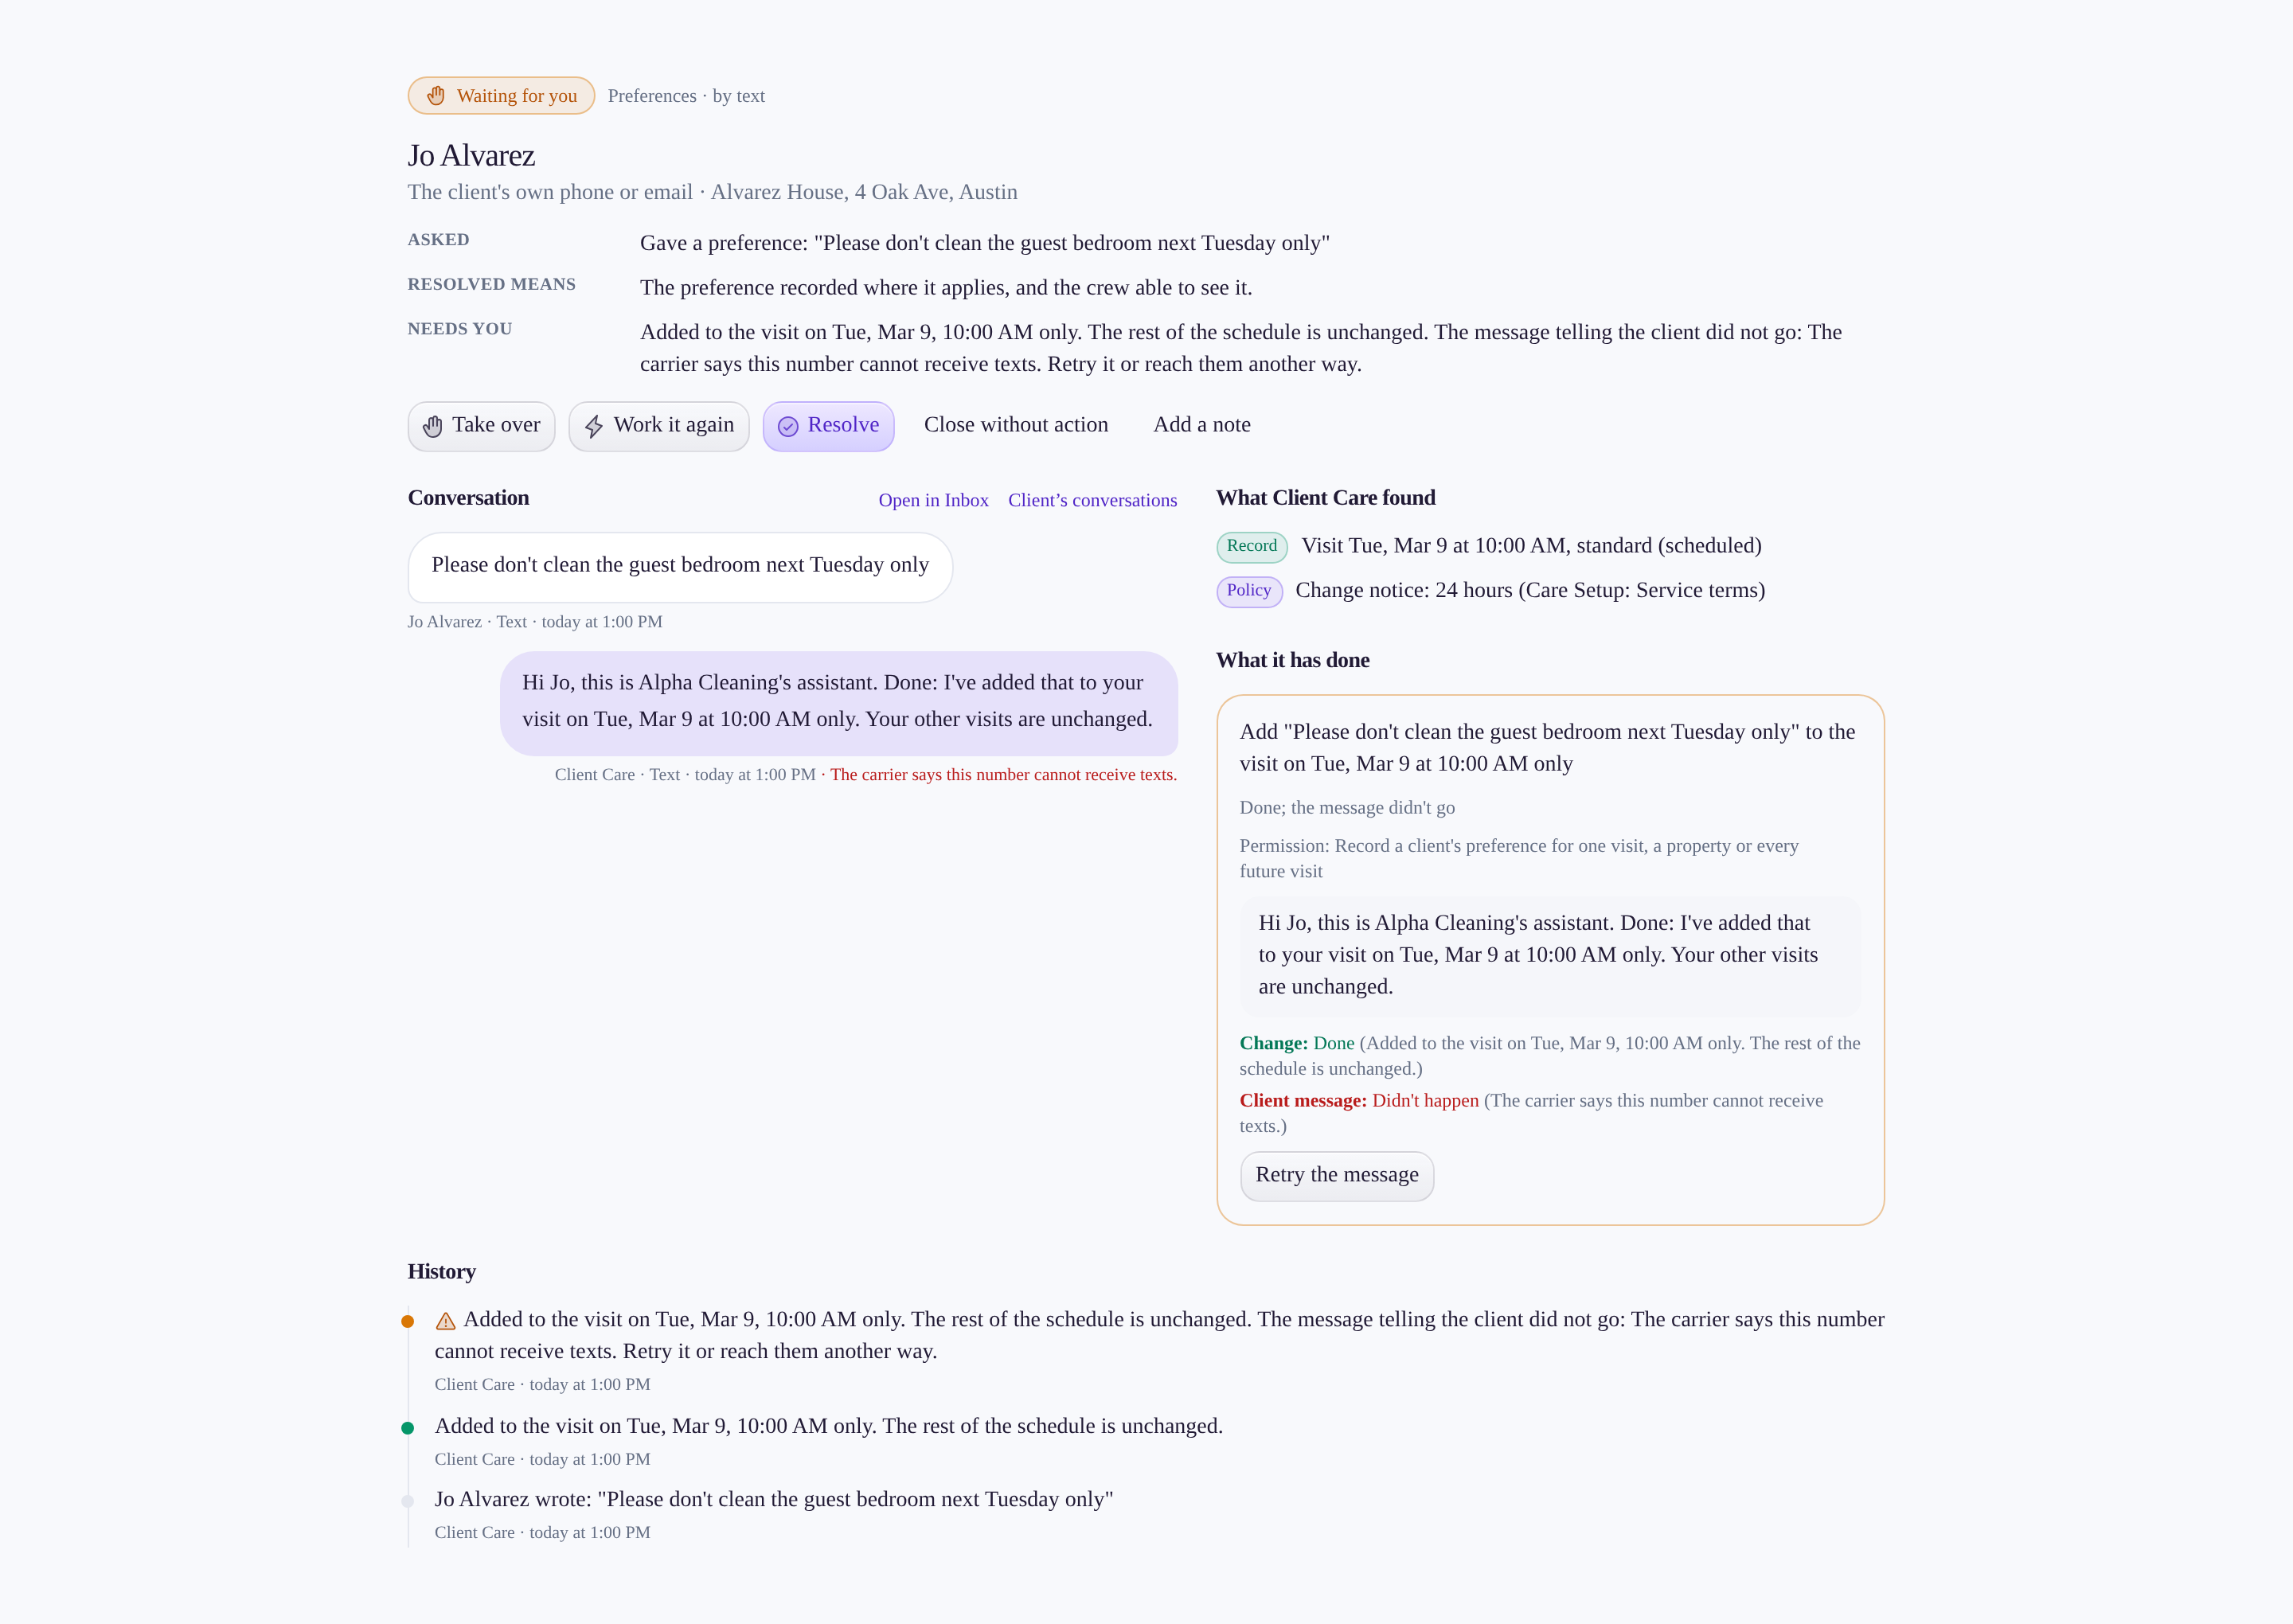 Waiting for you
Preferences · by text
Jo Alvarez
The client's own phone or email · Alvarez House, 4 Oak Ave, Austin
ASKED
Gave a preference: "Please don't clean the guest bedroom next Tuesday only"
RESOLVED MEANS
The preference recorded where it applies, and the crew able to see it.
NEEDS YOU
Added to the visit on Tue, Mar 9, 10:00 AM only. The rest of the schedule is unchanged. The message telling the client did not go: The
carrier says this number cannot receive texts. Retry it or reach them another way.
Take over
Work it again
Resolve
Close without action
Add a note
Conversation
Open in Inbox
Client’s conversations
Please don't clean the guest bedroom next Tuesday only
Jo Alvarez · Text · today at 1:00 PM
Hi Jo, this is Alpha Cleaning's assistant. Done: I've added that to your
visit on Tue, Mar 9 at 10:00 AM only. Your other visits are unchanged.
Client Care · Text · today at 1:00 PM · The carrier says this number cannot receive texts.
What Client Care found
Record
Visit Tue, Mar 9 at 10:00 AM, standard (scheduled)
Policy
Change notice: 24 hours (Care Setup: Service terms)
What it has done
Add "Please don't clean the guest bedroom next Tuesday only" to the
visit on Tue, Mar 9 at 10:00 AM only
Done; the message didn't go
Permission: Record a client's preference for one visit, a property or every
future visit
Hi Jo, this is Alpha Cleaning's assistant. Done: I've added that
to your visit on Tue, Mar 9 at 10:00 AM only. Your other visits
are unchanged.
Change: Done (Added to the visit on Tue, Mar 9, 10:00 AM only. The rest of the
schedule is unchanged.)
Client message: Didn't happen (The carrier says this number cannot receive
texts.)
Retry the message
History
Added to the visit on Tue, Mar 9, 10:00 AM only. The rest of the schedule is unchanged. The message telling the client did not go: The carrier says this number
cannot receive texts. Retry it or reach them another way.
Client Care · today at 1:00 PM
Added to the visit on Tue, Mar 9, 10:00 AM only. The rest of the schedule is unchanged.
Client Care · today at 1:00 PM
Jo Alvarez wrote: "Please don't clean the guest bedroom next Tuesday only"
Client Care · today at 1:00 PM